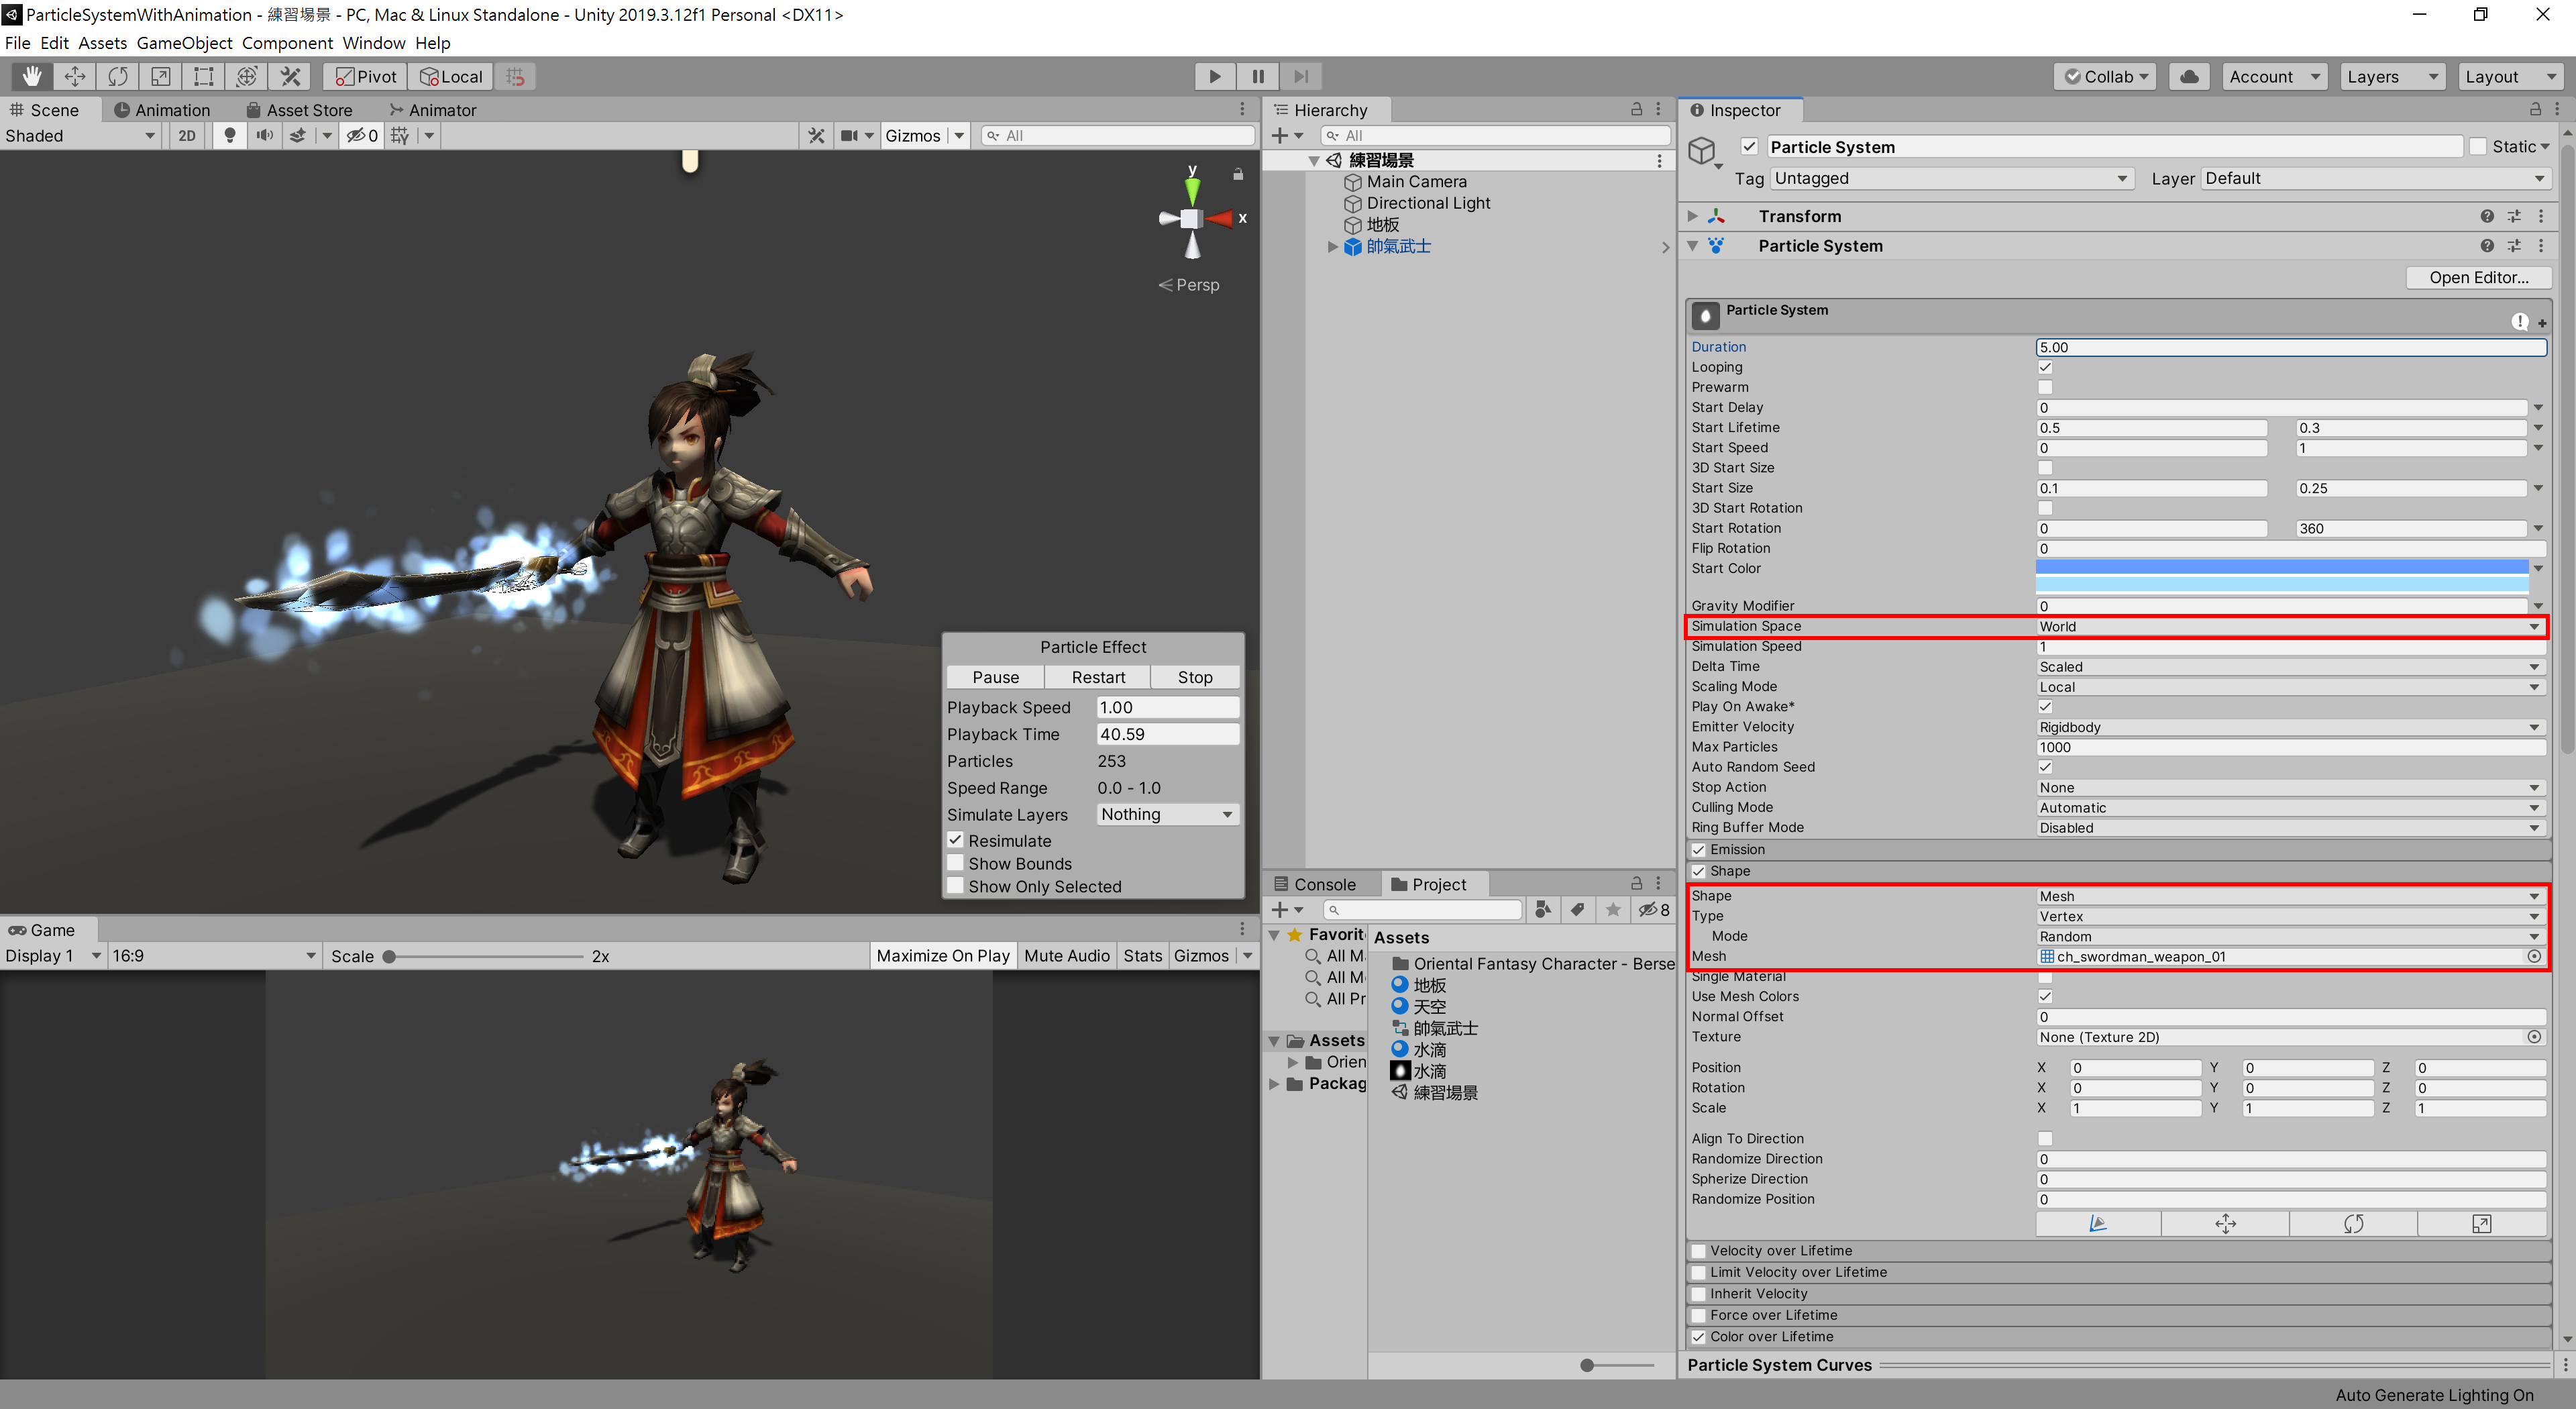 ParticleSystemWithAnimation - 練習場景 - PC, Mac & Linux Standalone - Unity 2019.3.12f1 Personal <DX11>
File Edit Assets GameObject Component Window Help
Pivot Local Collab Account Layers Layout
Scene Animation Asset Store Animator
Shaded 2D 0 Gizmos All
y
x
Persp
Particle Effect
Pause Restart Stop
Playback Speed 1.00
Playback Time 40.59
Particles 253
Speed Range 0.0 - 1.0
Simulate Layers Nothing
Resimulate
Show Bounds
Show Only Selected
Game
Display 1 16:9 Scale 2x Maximize On Play Mute Audio Stats Gizmos
Hierarchy
All
練習場景
Main Camera
Directional Light
地板
帥氣武士
Console Project
8
Favorit
All M
All M
All Pr
Assets
Orien
Packag
Assets
Oriental Fantasy Character - Berse
地板
天空
帥氣武士
水滴
水滴
練習場景
Inspector
Particle System Static
Tag Untagged Layer Default
Transform
Particle System
Open Editor...
Particle System
Duration 5.00
Looping
Prewarm
Start Delay 0
Start Lifetime 0.5 0.3
Start Speed 0 1
3D Start Size
Start Size 0.1 0.25
3D Start Rotation
Start Rotation 0 360
Flip Rotation 0
Start Color
Gravity Modifier 0
Simulation Space World
Simulation Speed 1
Delta Time Scaled
Scaling Mode Local
Play On Awake*
Emitter Velocity Rigidbody
Max Particles 1000
Auto Random Seed
Stop Action None
Culling Mode Automatic
Ring Buffer Mode Disabled
Emission
Shape
Shape Mesh
Type Vertex
Mode Random
Mesh ch_swordman_weapon_01
Single Material
Use Mesh Colors
Normal Offset 0
Texture None (Texture 2D)
Position X 0 Y 0 Z 0
Rotation X 0 Y 0 Z 0
Scale X 1 Y 1 Z 1
Align To Direction
Randomize Direction 0
Spherize Direction 0
Randomize Position 0
Velocity over Lifetime
Limit Velocity over Lifetime
Inherit Velocity
Force over Lifetime
Color over Lifetime
Particle System Curves
Auto Generate Lighting On